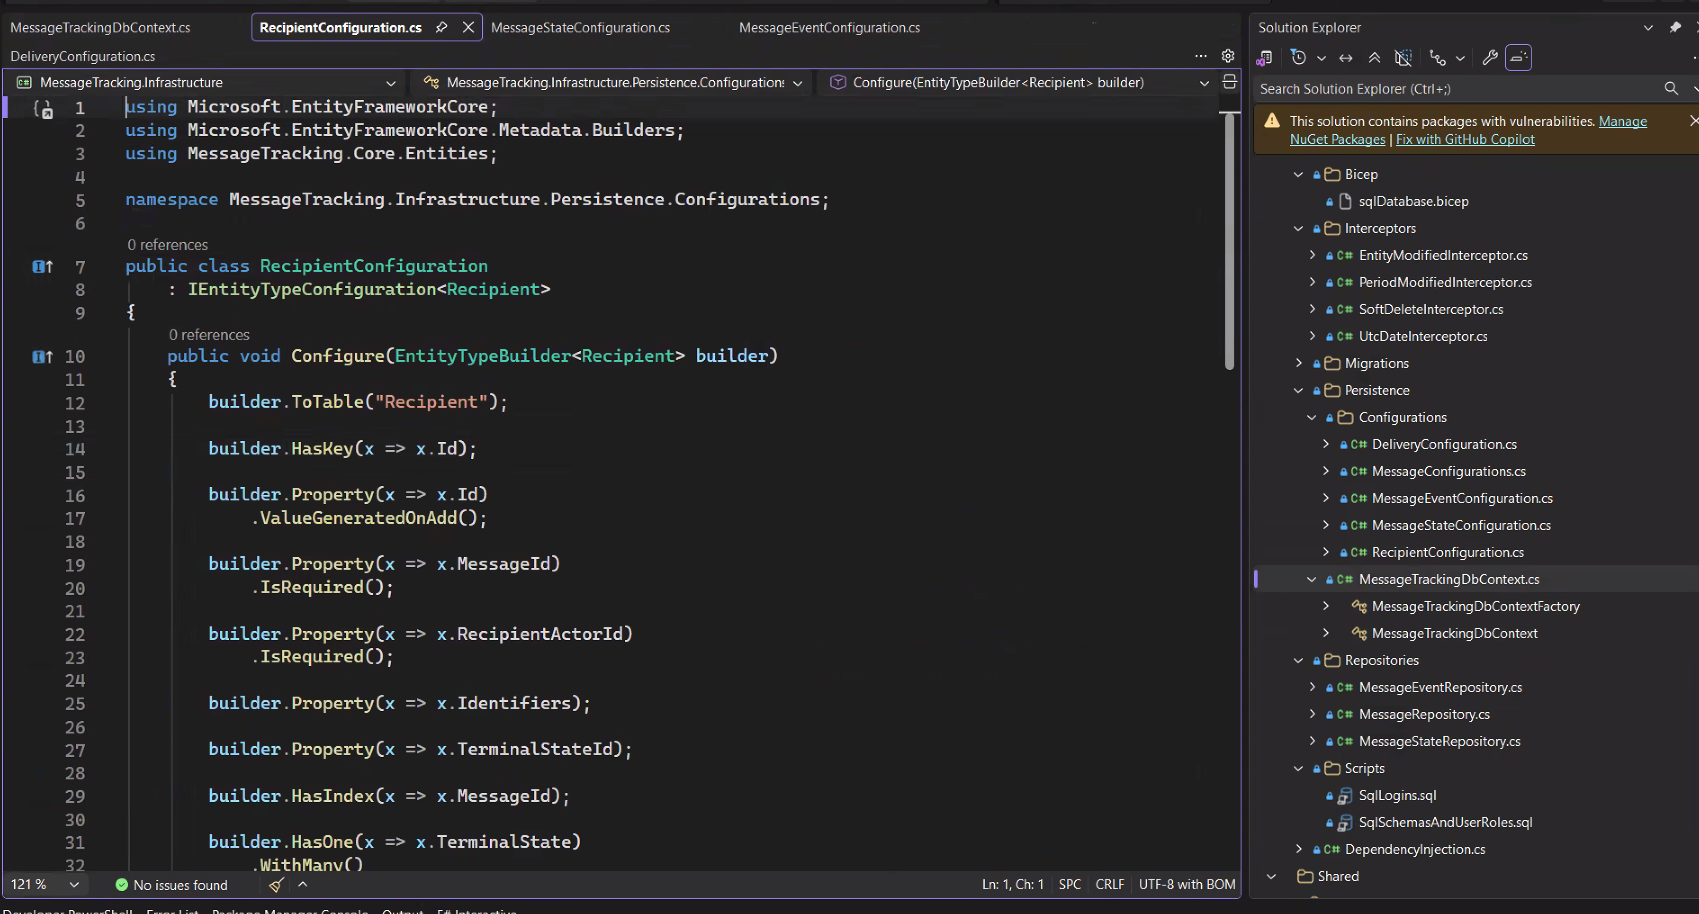 MessageTrackingDbContext.cs
RecipientConfiguration.cs
MessageStateConfiguration.cs
MessageEventConfiguration.cs
DeliveryConfiguration.cs
MessageTracking.Infrastructure
MessageTracking.Infrastructure.Persistence.Configurations
Configure(EntityTypeBuilder<Recipient> builder)
1 using Microsoft.EntityFrameworkCore;
2 using Microsoft.EntityFrameworkCore.Metadata.Builders;
3 using MessageTracking.Core.Entities;
4
5 namespace MessageTracking.Infrastructure.Persistence.Configurations;
6
0 references
7 public class RecipientConfiguration
8 : IEntityTypeConfiguration<Recipient>
9 {
0 references
10 public void Configure(EntityTypeBuilder<Recipient> builder)
11 {
12 builder.ToTable("Recipient");
13
14 builder.HasKey(x => x.Id);
15
16 builder.Property(x => x.Id)
17 .ValueGeneratedOnAdd();
18
19 builder.Property(x => x.MessageId)
20 .IsRequired();
21
22 builder.Property(x => x.RecipientActorId)
23 .IsRequired();
24
25 builder.Property(x => x.Identifiers);
26
27 builder.Property(x => x.TerminalStateId);
28
29 builder.HasIndex(x => x.MessageId);
30
31 builder.HasOne(x => x.TerminalState)
32 .WithMany()
121 %
No issues found
Ln: 1, Ch: 1
SPC
CRLF
UTF-8 with BOM
Developer PowerShell
Error List
Package Manager Console
Output
F# Interactive
Solution Explorer
Search Solution Explorer (Ctrl+;)
This solution contains packages with vulnerabilities. Manage
NuGet Packages | Fix with GitHub Copilot
Bicep
sqlDatabase.bicep
Interceptors
C# EntityModifiedInterceptor.cs
C# PeriodModifiedInterceptor.cs
C# SoftDeleteInterceptor.cs
C# UtcDateInterceptor.cs
Migrations
Persistence
Configurations
C# DeliveryConfiguration.cs
C# MessageConfigurations.cs
C# MessageEventConfiguration.cs
C# MessageStateConfiguration.cs
C# RecipientConfiguration.cs
C# MessageTrackingDbContext.cs
MessageTrackingDbContextFactory
MessageTrackingDbContext
Repositories
C# MessageEventRepository.cs
C# MessageRepository.cs
C# MessageStateRepository.cs
Scripts
SqlLogins.sql
SqlSchemasAndUserRoles.sql
C# DependencyInjection.cs
Shared